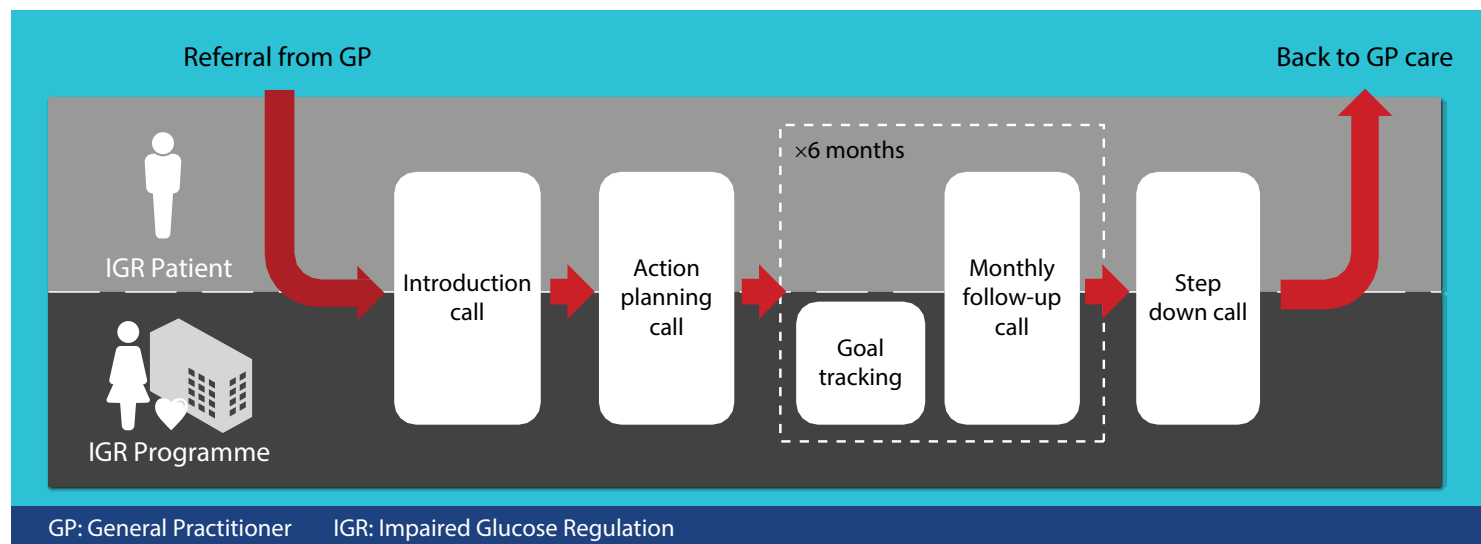 Referral from GP
Back to GP care
×6 months
IGR Patient
Introduction
call
Action
planning
call
Goal
tracking
Monthly
follow-up
call
Step
down call
IGR Programme
GP: General Practitioner IGR: Impaired Glucose Regulation